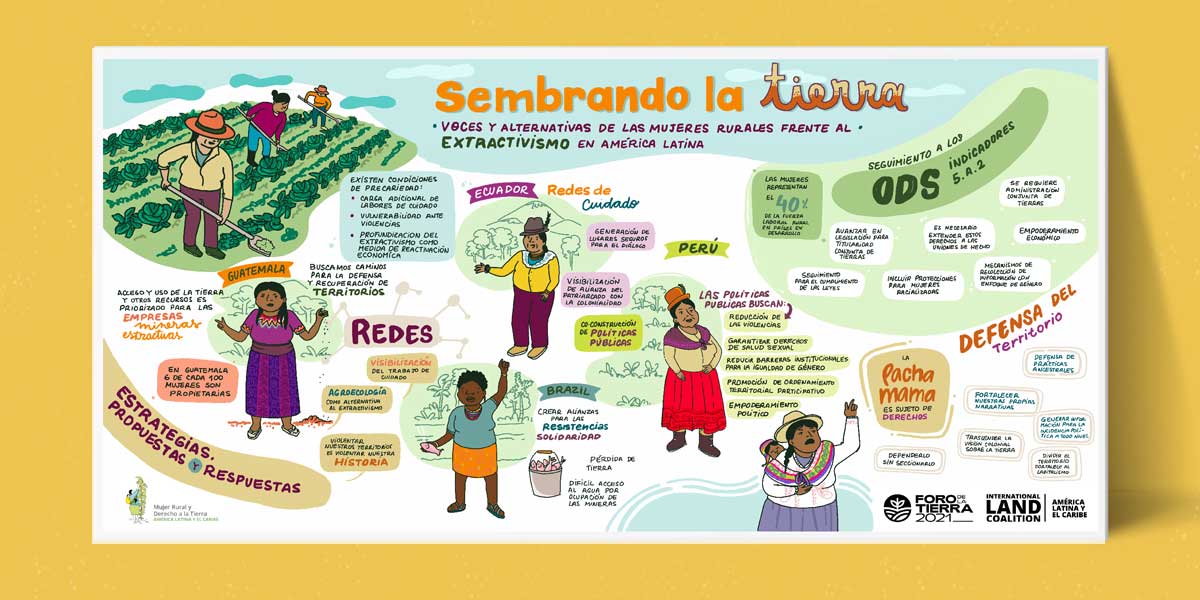 Sembrando la tierra
• VOCES Y ALTERNATIVAS DE LAS MUJERES RURALES FRENTE AL •
EXTRACTIVISMO EN AMÉRICA LATINA
EXISTEN CONDICIONES
DE PRECARIEDAD:
• CARGA ADICIONAL DE
LABORES DE CUIDADO
• VULNERABILIDAD ANTE
VIOLENCIAS
• PROFUNDIZACION DEL
EXTRACTIVISMO COMO
MEDIDA DE REACTIVACIÓN
ECONÓMICA
GUATEMALA
BUSCAMOS CAMINOS
PARA LA DEFENSA
Y RECUPERACIÓN DE
TERRITORIOS
ACCESO Y USO DE LA TIERRA
Y OTROS RECURSOS ES
PRIORIZADO PARA LAS
EMPRESAS
mineras
extractivas
EN GUATEMALA
6 DE CADA 100
MUJERES SON
PROPIETARIAS
ESTRATEGIAS,
PROPUESTAS Y RESPUESTAS
REDES
VISIBILIZACIÓN
DEL TRABAJO DE
CUIDADO
AGROECOLOGÍA
COMO ALTERNATIVA
AL EXTRACTIVISMO
VIOLENTAR
NUESTROS TERRITORIOS
ES VIOLENTAR NUESTRA
HISTORIA
ECUADOR
Redes de
Cuidado
GENERACIÓN DE
LUGARES SEGUROS
PARA EL DIÁLOGO
VISIBILIZACIÓN
DE ALIANZA DEL
PATRIARCADO CON
LA COLONIALIDAD
CO-CONSTRUCCIÓN
DE POLÍTICAS
PÚBLICAS
BRAZIL
CREAR ALIANZAS
PARA LAS
RESISTENCIAS
SOLIDARIDAD
PÉRDIDA DE
TIERRA
DIFÍCIL ACCESO
AL AGUA POR
OCUPACIÓN DE
LAS MINERAS
PERÚ
LAS POLÍTICAS
PUBLICAS BUSCAN:
REDUCCIÓN DE
LAS VIOLENCIAS
GARANTIZAR DERECHOS
DE SALUD SEXUAL
REDUCIR BARRERAS INSTITUCIONALES
PARA LA IGUALDAD DE GÉNERO
PROMOCIÓN DE ORDENAMIENTO
TERRITORIAL PARTICIPATIVO
EMPODERAMIENTO
POLÍTICO
LAS MUJERES
REPRESENTAN
EL 40%
DE LA FUERZA
LABORAL RURAL
EN PAÍSES EN
DESARROLLO
SEGUIMIENTO A LOS
ODS INDICADORES
5.A.2
SE REQUIERE
ADMINISTRACIÓN
CONJUNTA DE
TIERRAS
AVANZAR EN
LEGISLACIÓN PARA
TITULARIDAD
CONJUNTA DE
TIERRAS
ES NECESARIO
EXTENDER ESTOS
DERECHOS A LAS
UNIONES DE HECHO
EMPODERAMIENTO
ECONÓMICO
SEGUIMIENTO
PARA EL CUMPLIMIENTO
DE LAS LEYES
INCLUIR PROTECCIONES
PARA MUJERES
RACIALIZADAS
MECANISMOS DE
RECOLECCIÓN DE
INFORMACIÓN CON
ENFOQUE DE GÉNERO
DEFENSA DEL
Territorio
LA
Pacha
mama
ES SUJETO DE
DERECHOS
DEFENSA DE
PRÁCTICAS
ANCESTRALES
FORTALECER
NUESTRAS PROPIAS
NARRATIVAS
GENERAR INFOR
MACIÓN PARA LA
INCIDENCIA POLÍ-
TICA A TODO NIVEL
TRASCENDER LA
VISIÓN COLONIAL
SOBRE LA TIERRA
DEFENDERLO
SIN SECCIONARLO
DIVIDIR EL
TERRITORIO
FORTALECE AL
CAPITALISMO
Mujer Rural y
Derecho a la Tierra
AMÉRICA LATINA Y EL CARIBE
FORO DE LA
TIERRA
2021
INTERNATIONAL
LAND
COALITION
AMÉRICA
LATINA Y
EL CARIBE